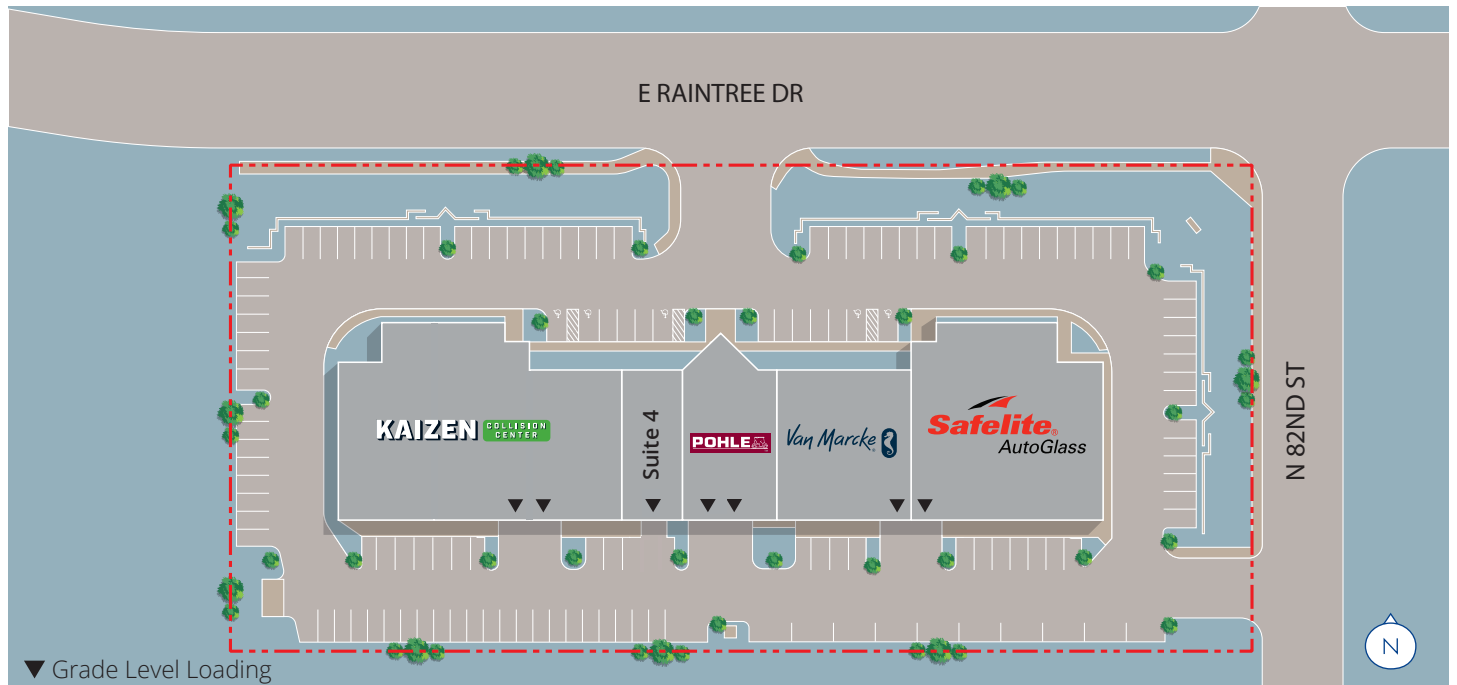 E RAINTREE DR
N 82ND ST
KAIZEN COLLISION
CENTER
Suite 4
POHLE
Van Marcke
Safelite®
AutoGlass
▼ Grade Level Loading
N